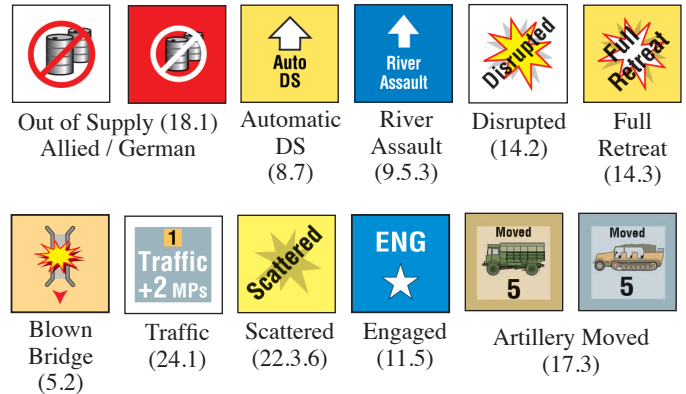 Auto
DS
River
Assault
Disrupted
Full
Retreat
Out of Supply (18.1)
Allied / German
Automatic
DS
(8.7)
River
Assault
(9.5.3)
Disrupted
(14.2)
Full
Retreat
(14.3)
1
Traffic
+2 MPs
Scattered
ENG
Moved
5
Moved
5
Blown
Bridge
(5.2)
Traffic
(24.1)
Scattered
(22.3.6)
Engaged
(11.5)
Artillery Moved
(17.3)